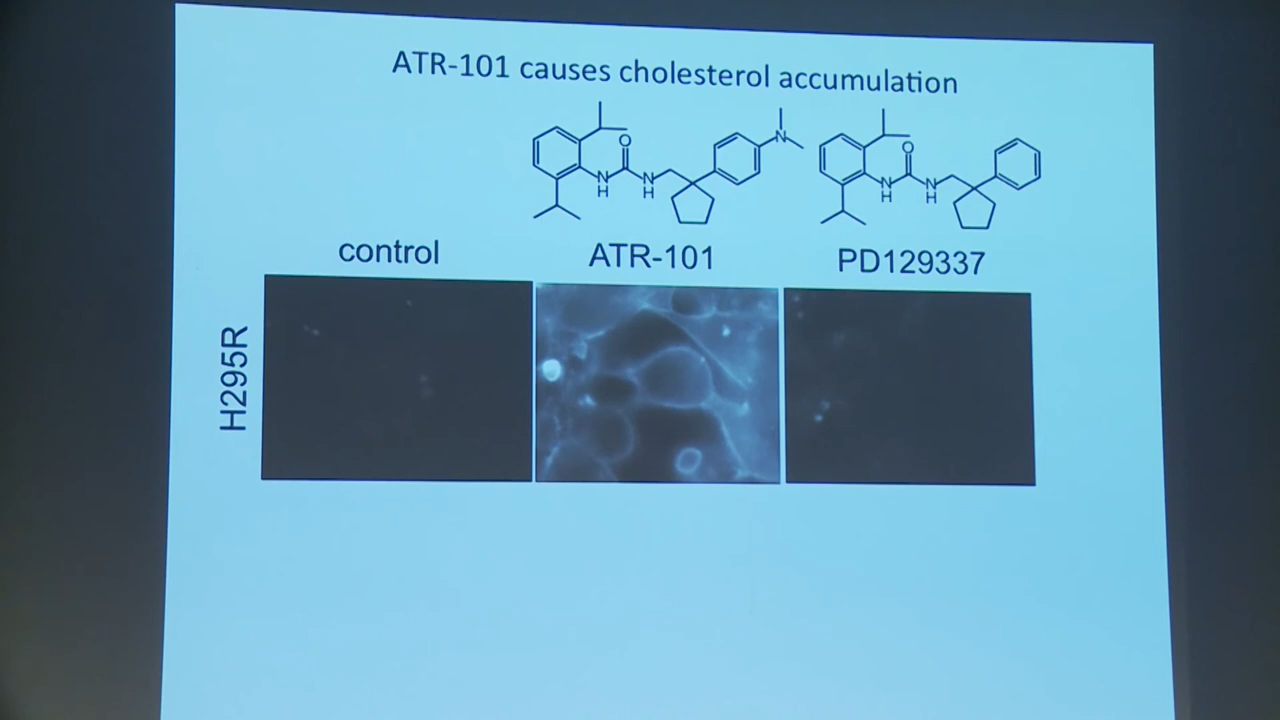 ATR-101 causes cholesterol accumulation
N
O
O
N
H
N
H
N
H
N
H
control
ATR-101
PD129337
H295R